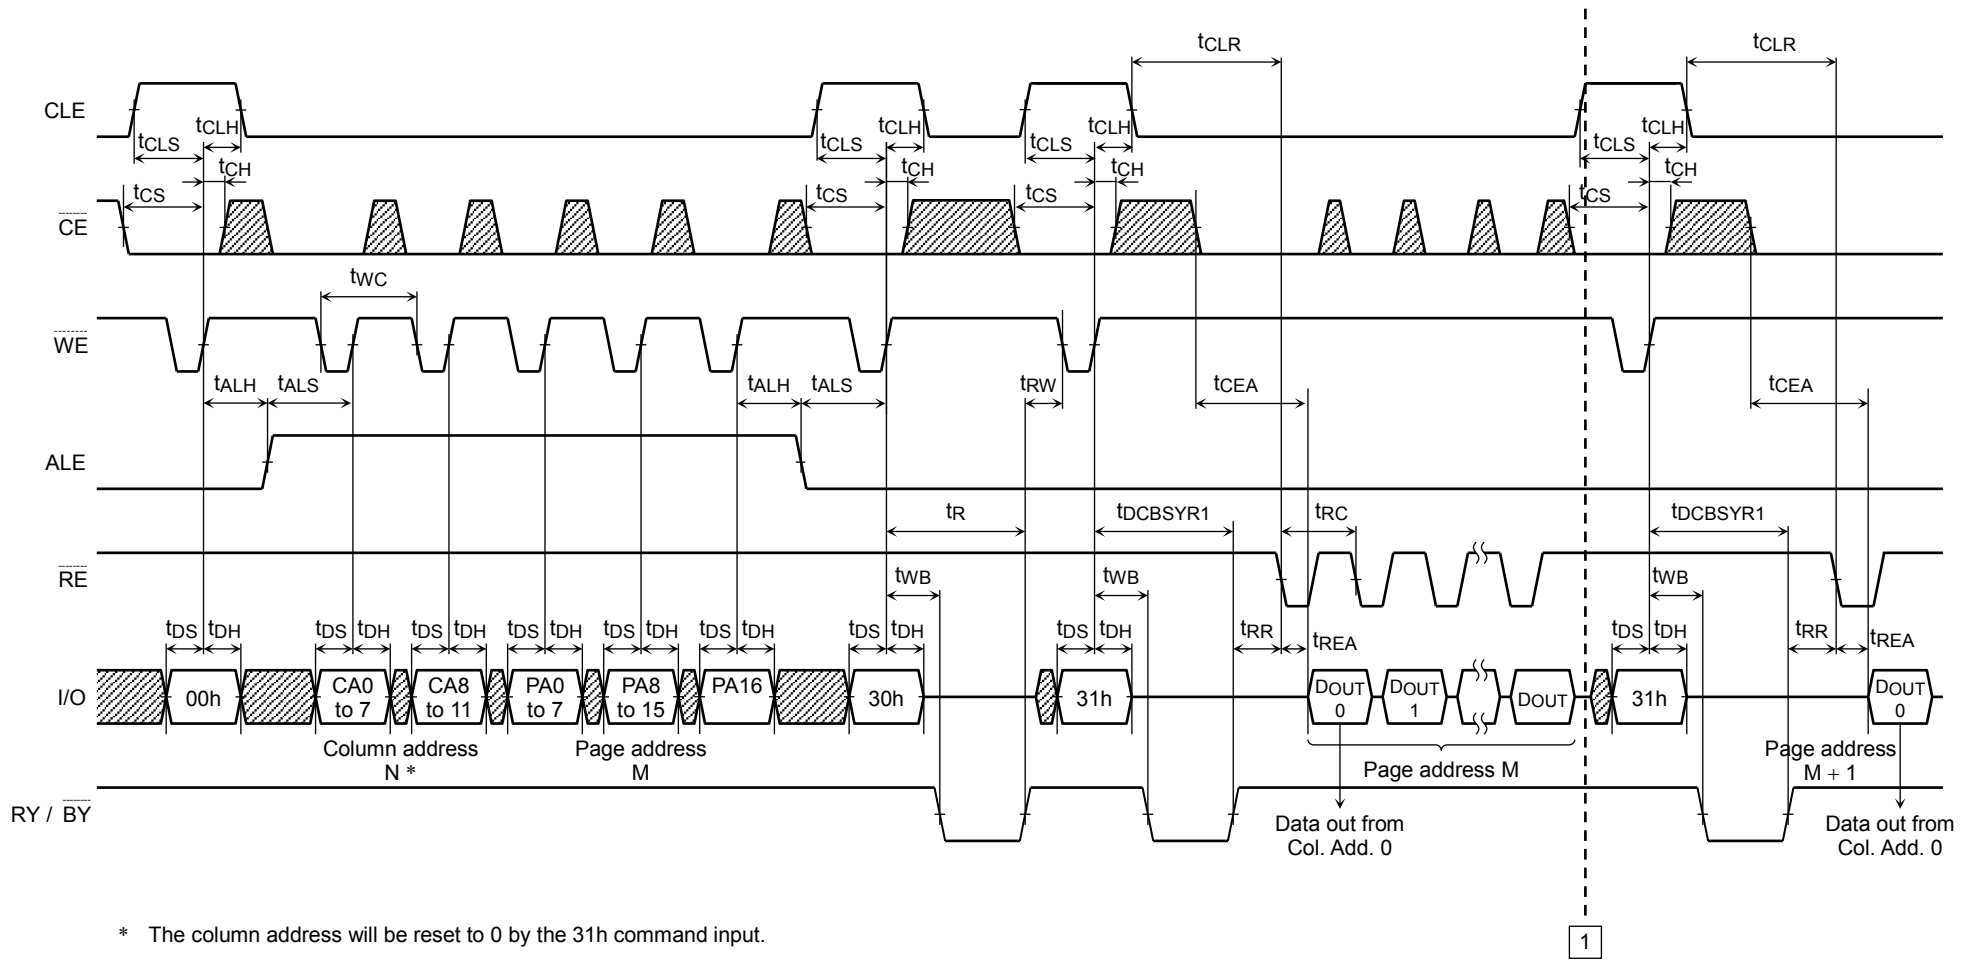 tCLR tCLR
CLE
tCLS tCLH tCLS tCLH tCLS tCLH tCLS tCLH
tCS tCH tCS tCH tCS tCH tCS tCH
CE
tWC
WE
tALH tALS tALH tALS tRW tCEA tCEA
ALE
tR tDCBSYR1 tRC tDCBSYR1
RE
tWB tWB tWB
tDS tDH tDS tDH tDS tDH tDS tDH tDS tDH tDS tDH tDS tDH tDS tDH tRR tREA tDS tDH tRR tREA
I/O
00h
CA0 to 7
CA8 to 11
PA0 to 7
PA8 to 15
PA16
30h
31h
DOUT 0
DOUT 1
DOUT
31h
DOUT 0
Column address N *
Page address M
Page address M
Page address M + 1
RY / BY
Data out from Col. Add. 0
Data out from Col. Add. 0
* The column address will be reset to 0 by the 31h command input.
1